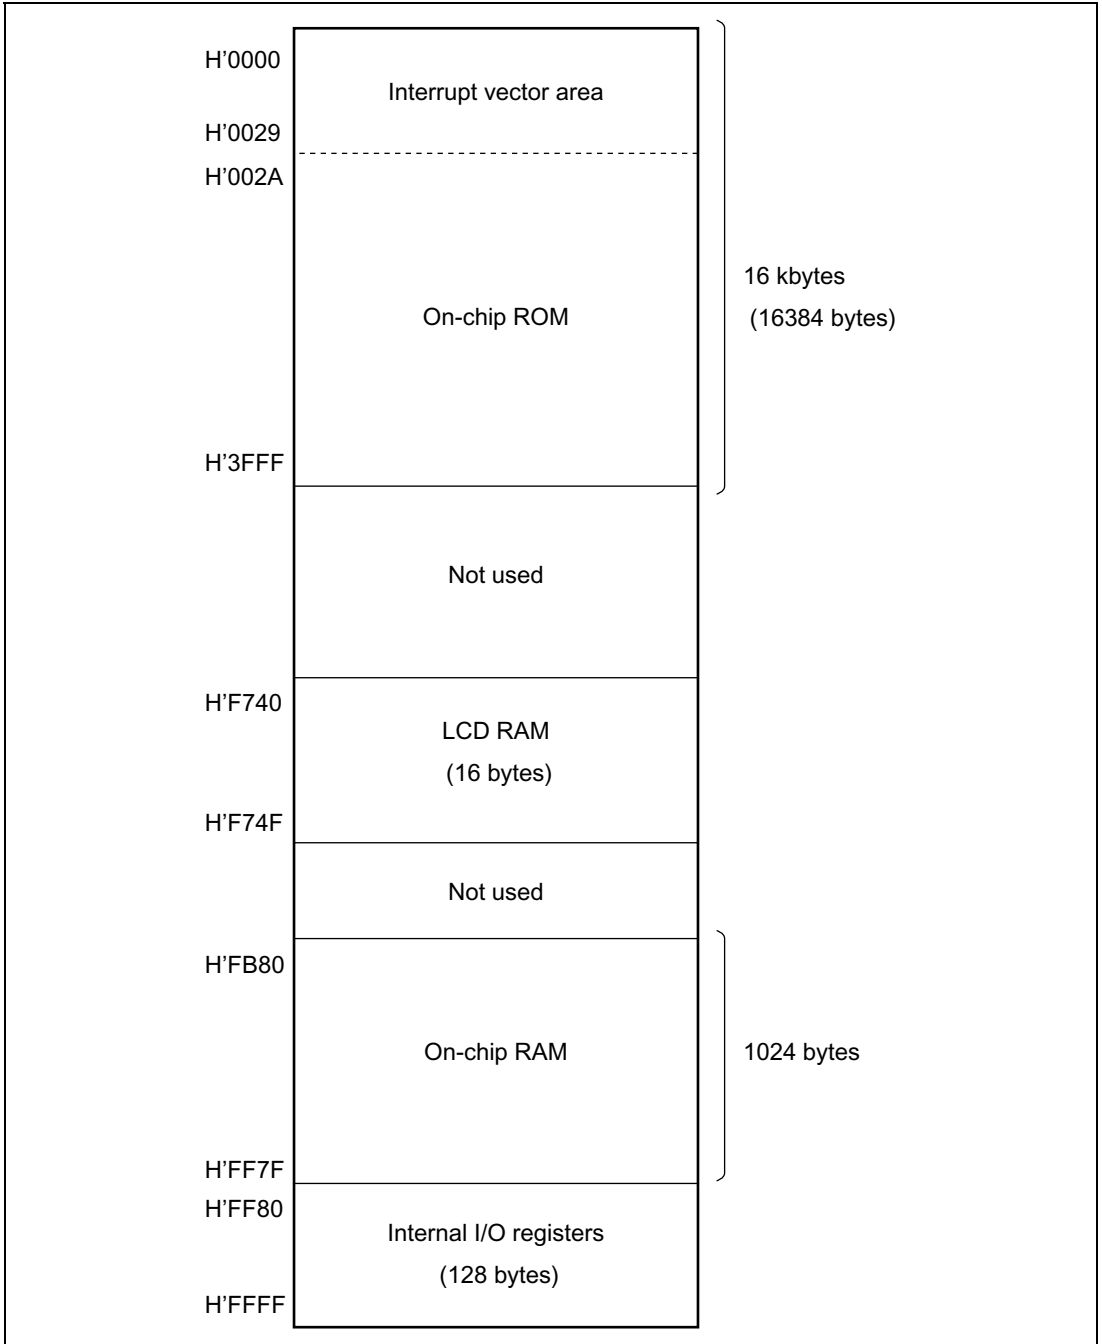 H'0000
Interrupt vector area
H'0029
H'002A
16 kbytes
On-chip ROM
(16384 bytes)
H'3FFF
Not used
H'F740
LCD RAM
(16 bytes)
H'F74F
Not used
H'FB80
On-chip RAM
1024 bytes
H'FF7F
H'FF80
Internal I/O registers
(128 bytes)
H'FFFF